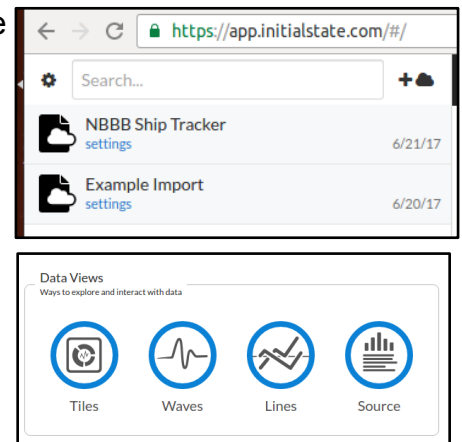 e
https://app.initialstate.com/#/
Search...
NBBB Ship Tracker
settings 6/21/17
Example Import
settings 6/20/17
Data Views
Ways to explore and interact with data
Tiles Waves Lines Source